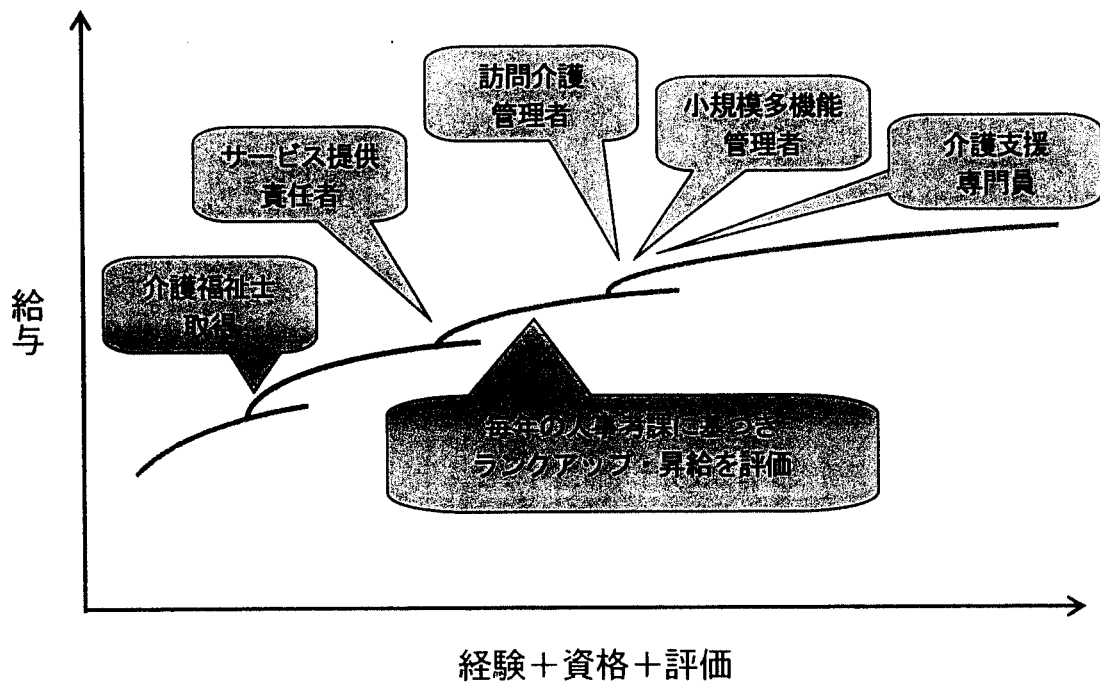 訪問介護
管理者
小規模多機能
管理者
介護支援
専門員
サービス提供
責任者
介護福祉士
取得
給与
毎年の人事考課に基づき
ランクアップ・昇給を評価
経験＋資格＋評価